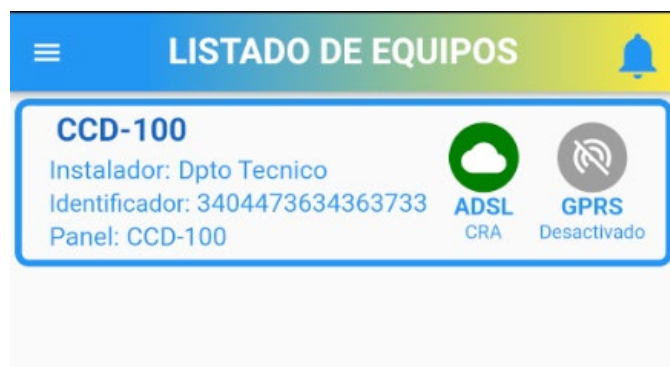 LISTADO DE EQUIPOS
CCD-100
Instalador: Dpto Tecnico
Identificador: 3404473634363733
Panel: CCD-100
ADSL
CRA
GPRS
Desactivado